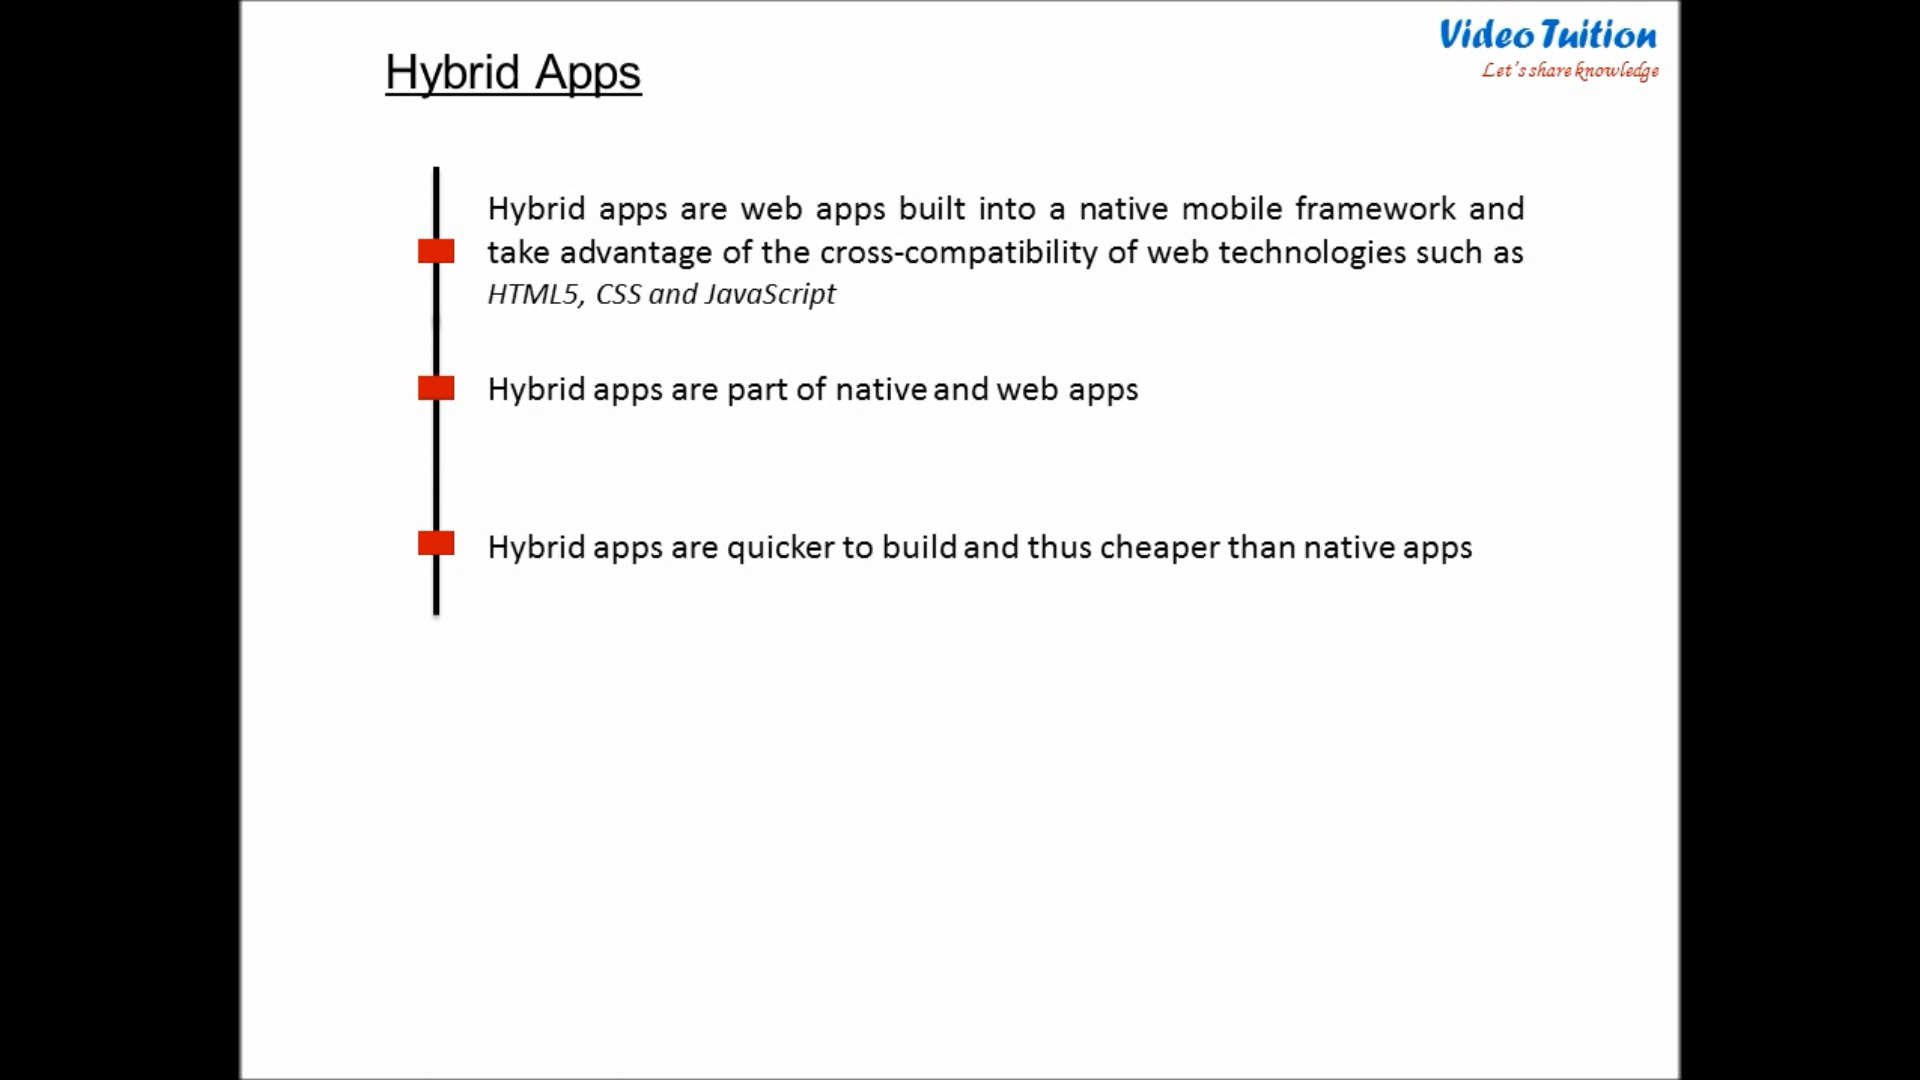 Video Tuition
Let's share knowledge
Hybrid Apps
Hybrid apps are web apps built into a native mobile framework and
take advantage of the cross-compatibility of web technologies such as
HTML5, CSS and JavaScript
Hybrid apps are part of native and web apps
Hybrid apps are quicker to build and thus cheaper than native apps